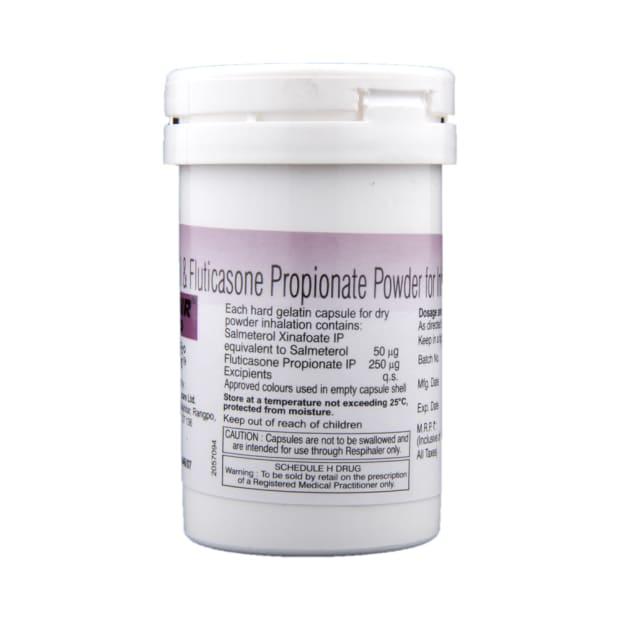 & Fluticasone Propionate Powder for
Each hard gelatin capsule for dry
powder inhalation contains:
Salmeterol Xinafoate IP
equivalent to Salmeterol 50 µg
Fluticasone Propionate IP 250 µg
Excipients q.s.
Approved colours used in empty capsule shell
Store at a temperature not exceeding 25°C,
protected from moisture.
Keep out of reach of children
CAUTION : Capsules are not to be swallowed and
are intended for use through Respihaler only.
SCHEDULE H DRUG
Warning : To be sold by retail on the prescription
of a Registered Medical Practitioner only.
2057094
Ltd.
Rangpo,
Dosage
As directed
Keep in a
Batch No.
Mfg. Date
Exp. Date
M.R.P.₹:
(Inclusive of
All Taxes)